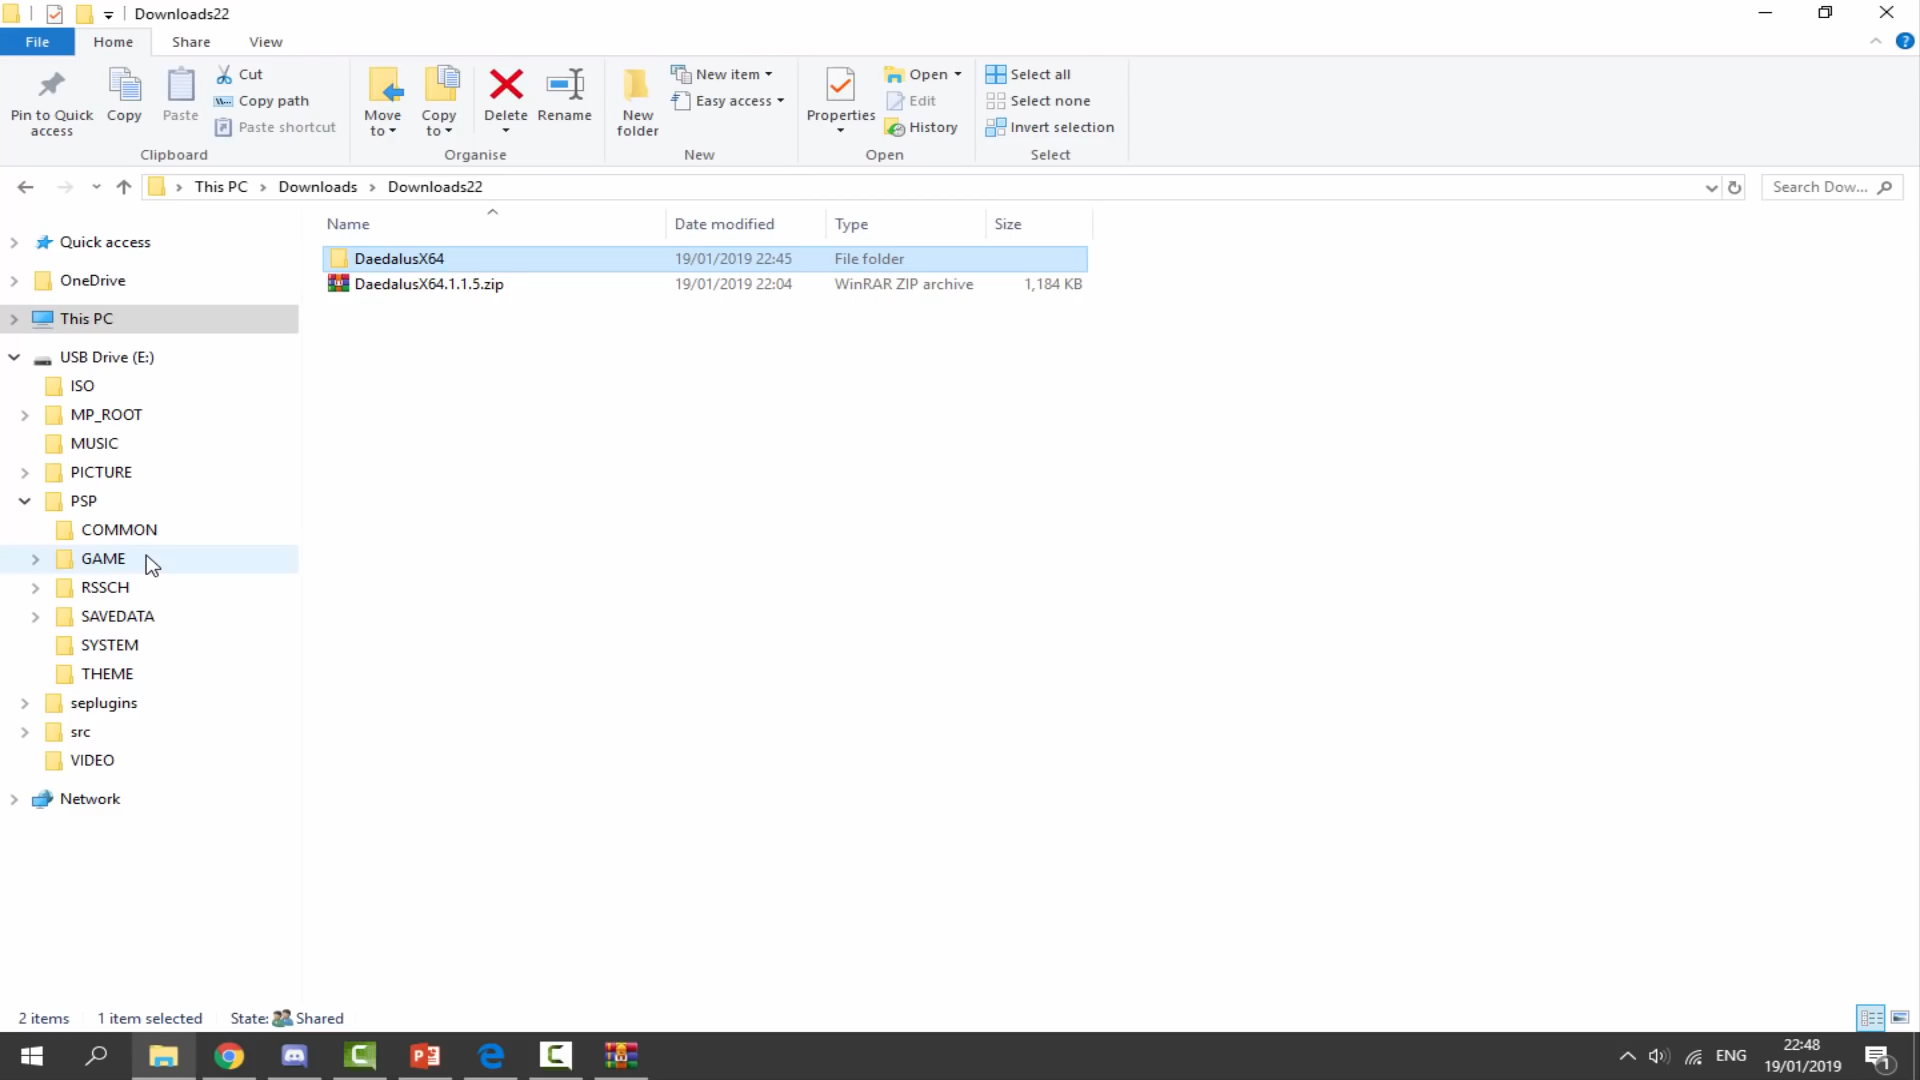 Downloads22
File
Home
Share
View
Pin to Quick access
Copy
Paste
Cut
Copy path
Paste shortcut
Clipboard
Move to
Copy to
Delete
Rename
Organise
New folder
New item
Easy access
New
Properties
Open
Edit
History
Open
Select all
Select none
Invert selection
Select
This PC > Downloads > Downloads22
Search Dow...
Name
Date modified
Type
Size
DaedalusX64 19/01/2019 22:45 File folder
DaedalusX64.1.1.5.zip 19/01/2019 22:04 WinRAR ZIP archive 1,184 KB
Quick access
OneDrive
This PC
USB Drive (E:)
ISO
MP_ROOT
MUSIC
PICTURE
PSP
COMMON
GAME
RSSCH
SAVEDATA
SYSTEM
THEME
seplugins
src
VIDEO
Network
2 items 1 item selected State: Shared
ENG
22:48
19/01/2019
1